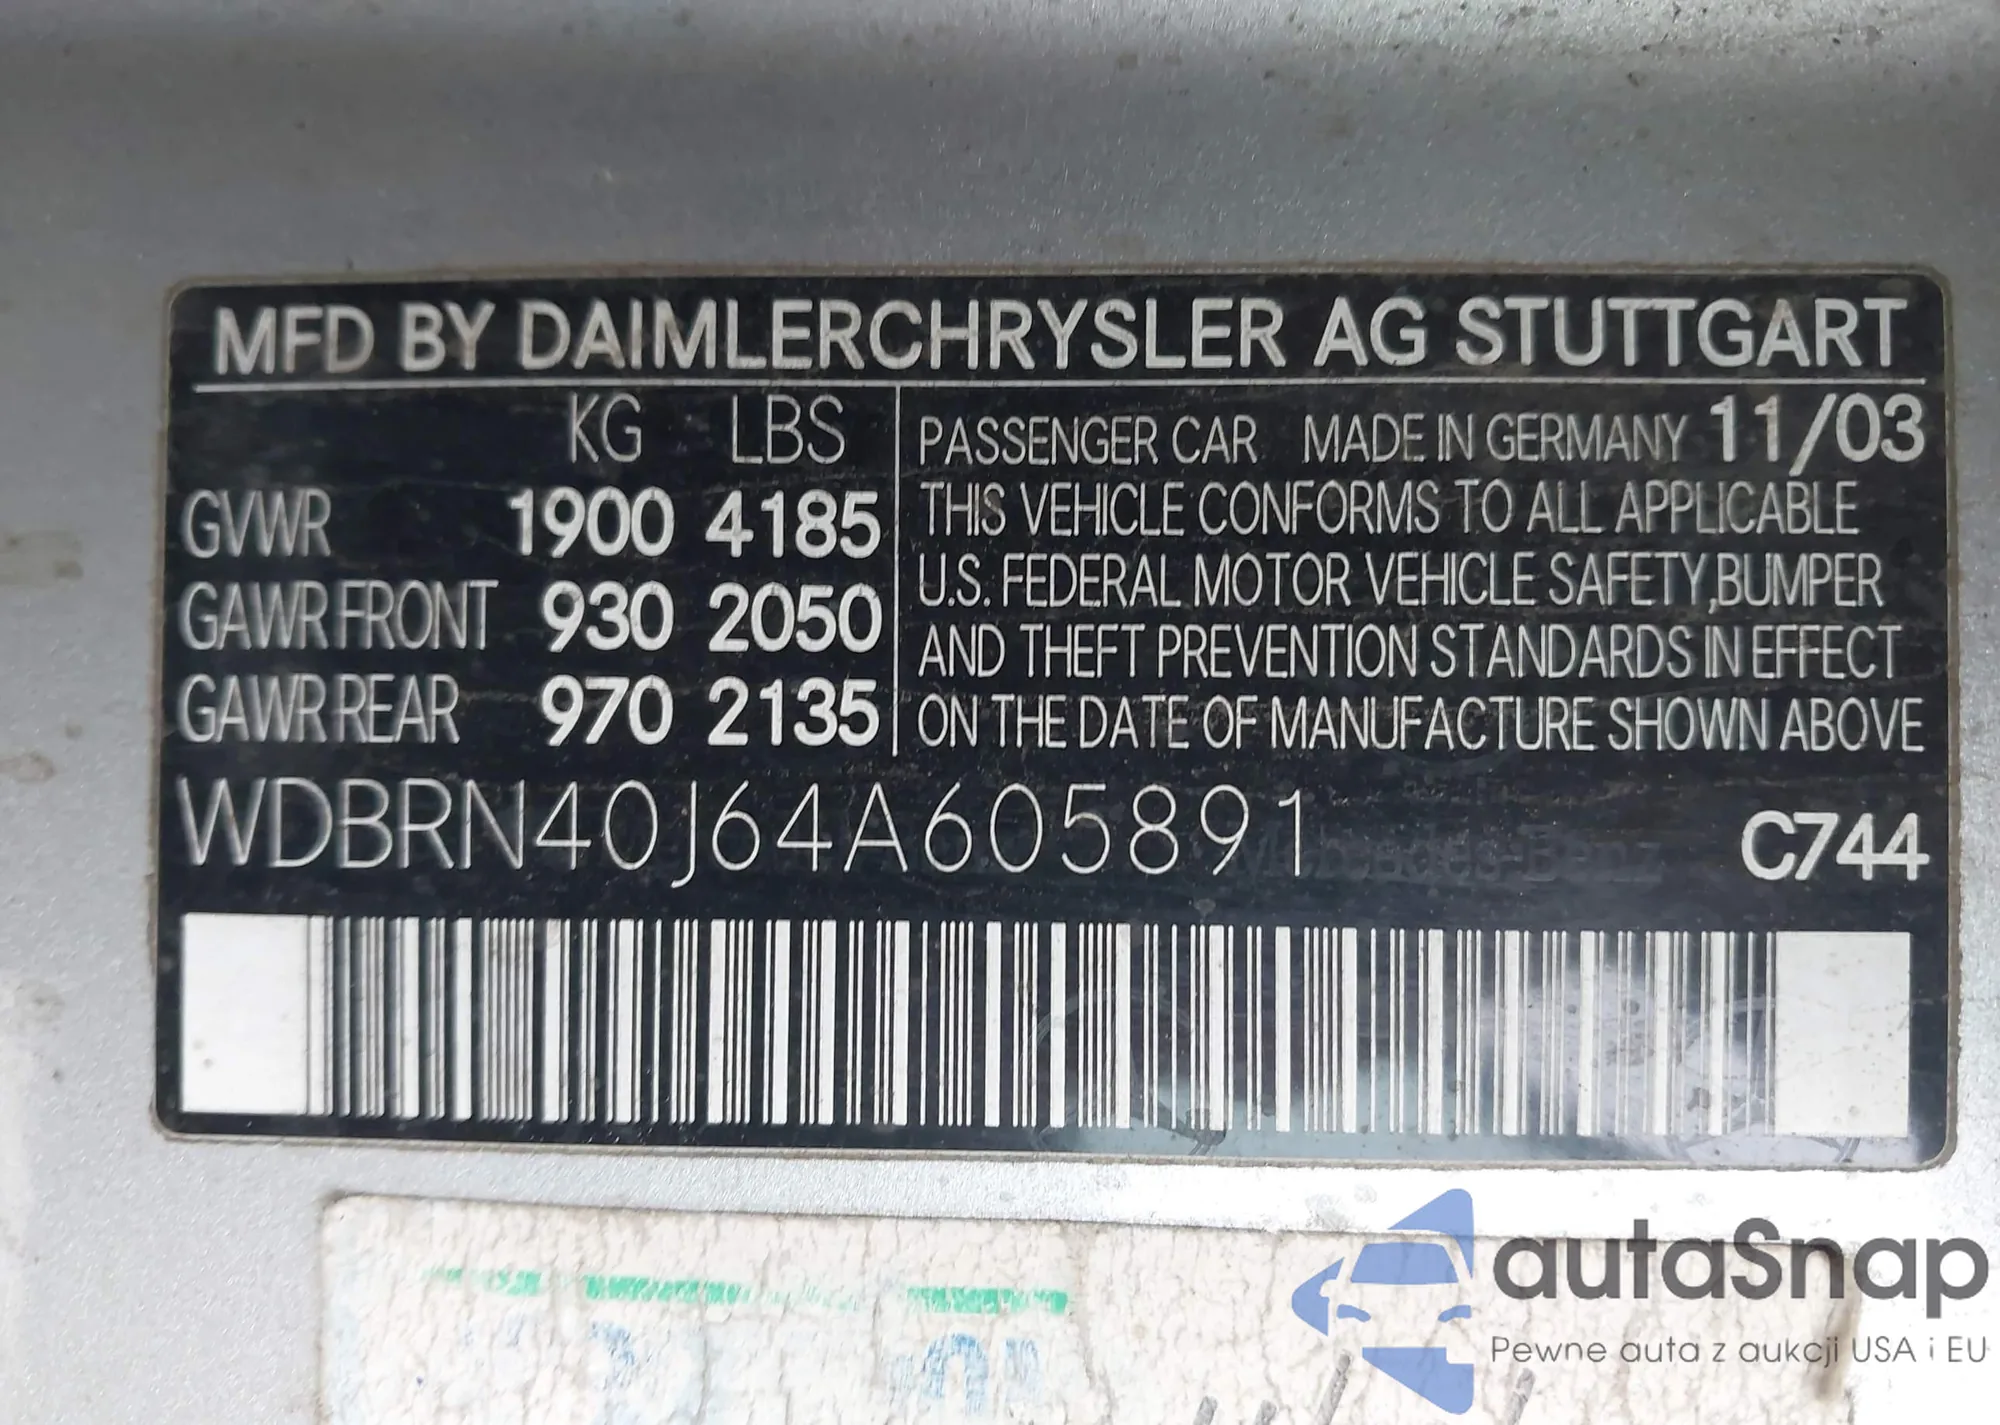 MFD BY DAIMLERCHRYSLER AG STUTTGART
KG LBS
GVWR 1900 4185
GAWR FRONT 930 2050
GAWR REAR 970 2135
PASSENGER CAR MADE IN GERMANY 11/03
THIS VEHICLE CONFORMS TO ALL APPLICABLE
U.S. FEDERAL MOTOR VEHICLE SAFETY, BUMPER
AND THEFT PREVENTION STANDARDS IN EFFECT
ON THE DATE OF MANUFACTURE SHOWN ABOVE
WDBRN40J64A605891 Mercedes-Benz C744
autaSnap
Pewne auta z aukcji USA i EU